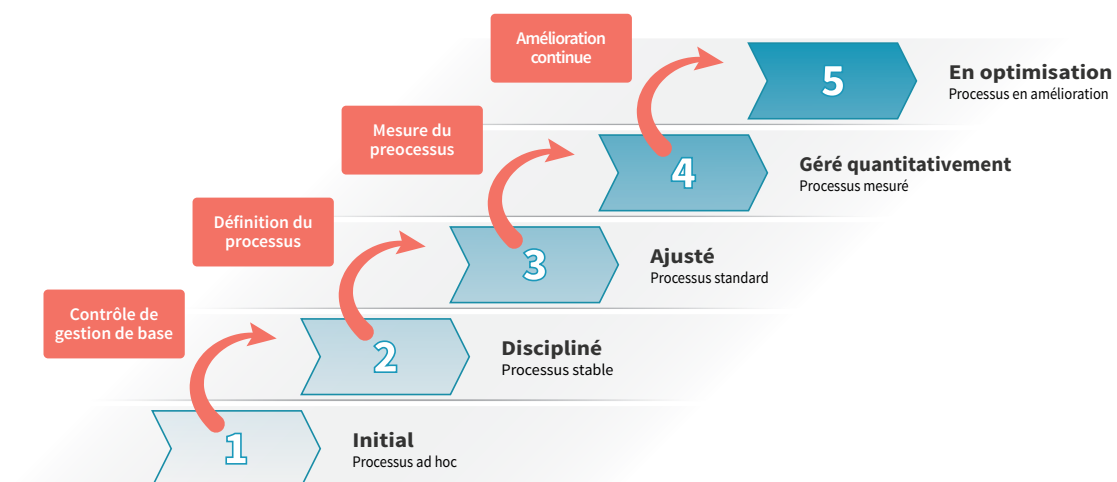 Amélioration
continue
5
En optimisation
Processus en amélioration
Mesure du
preocessus
4
Géré quantitativement
Processus mesuré
Définition du
processus
3
Ajusté
Processus standard
Contrôle de
gestion de base
2
Discipliné
Processus stable
1
Initial
Processus ad hoc